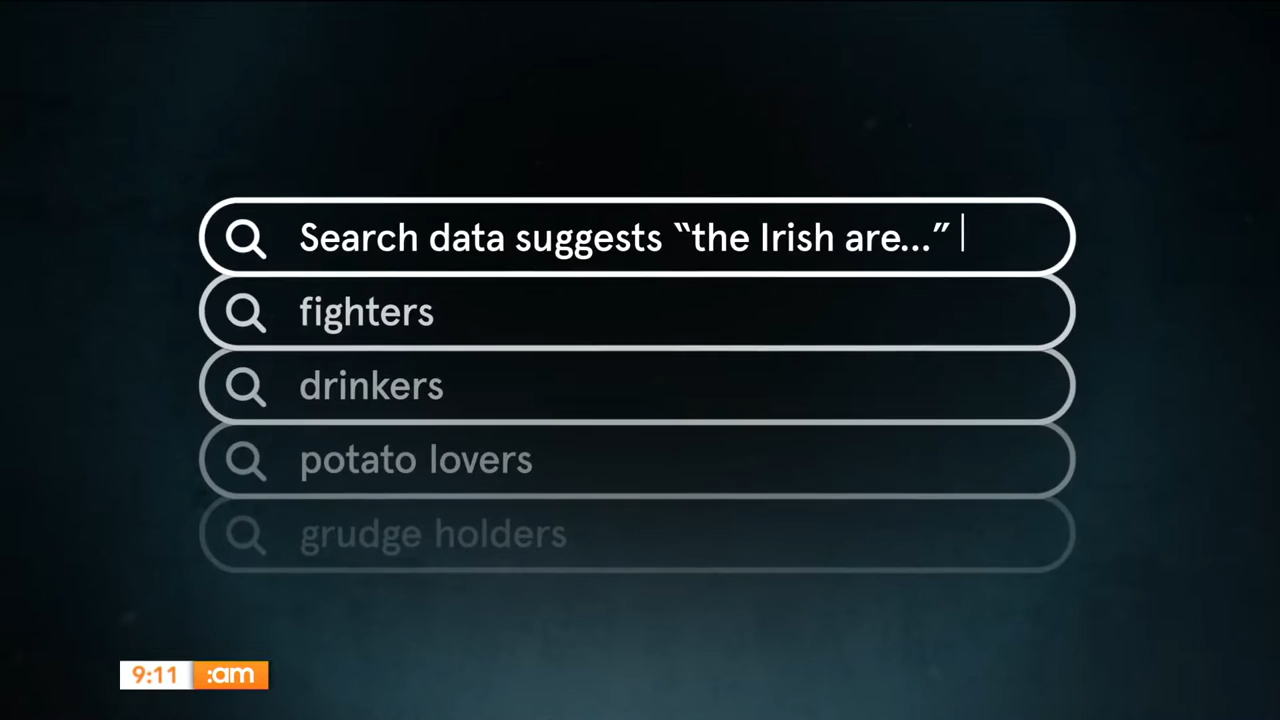 Search data suggests “the Irish are...”
fighters
drinkers
potato lovers
grudge holders
9:11 :am